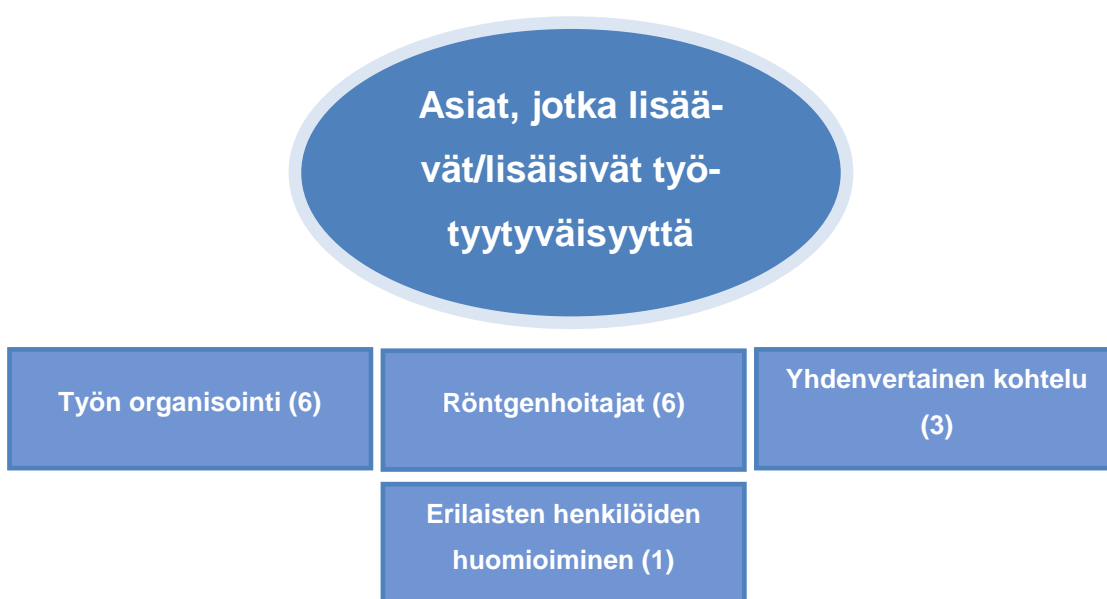 Asiat, jotka lisää-
vät/lisäisivät työ-
tyytyväisyyttä
Työn organisointi (6)
Röntgenhoitajat (6)
Yhdenvertainen kohtelu
(3)
Erilaisten henkilöiden
huomioiminen (1)